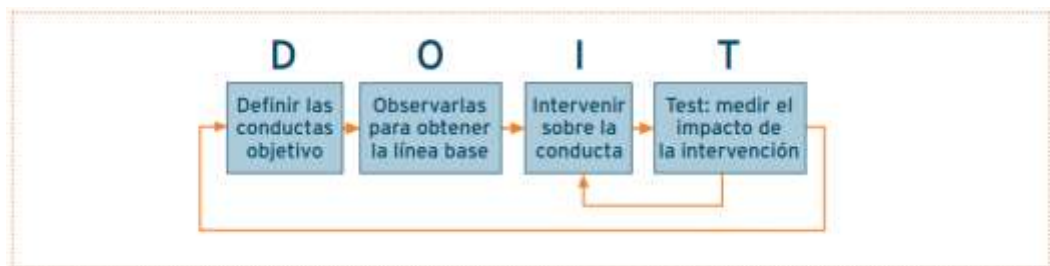 D O I T
Definir las
conductas
objetivo
Observarlas
para obtener
la línea base
Intervenir
sobre la
conducta
Test: medir el
impacto de
la intervención